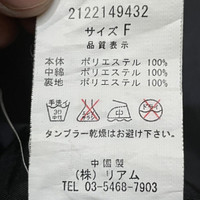 2122149432
サイズ F
品質表示
本体 ポリエステル 100%
中綿 ポリエステル 100%
裏地 ポリエステル 100%
タンブラー乾燥はお避け下さい。
中国製
(株) リアム
TEL 03-5468-7903